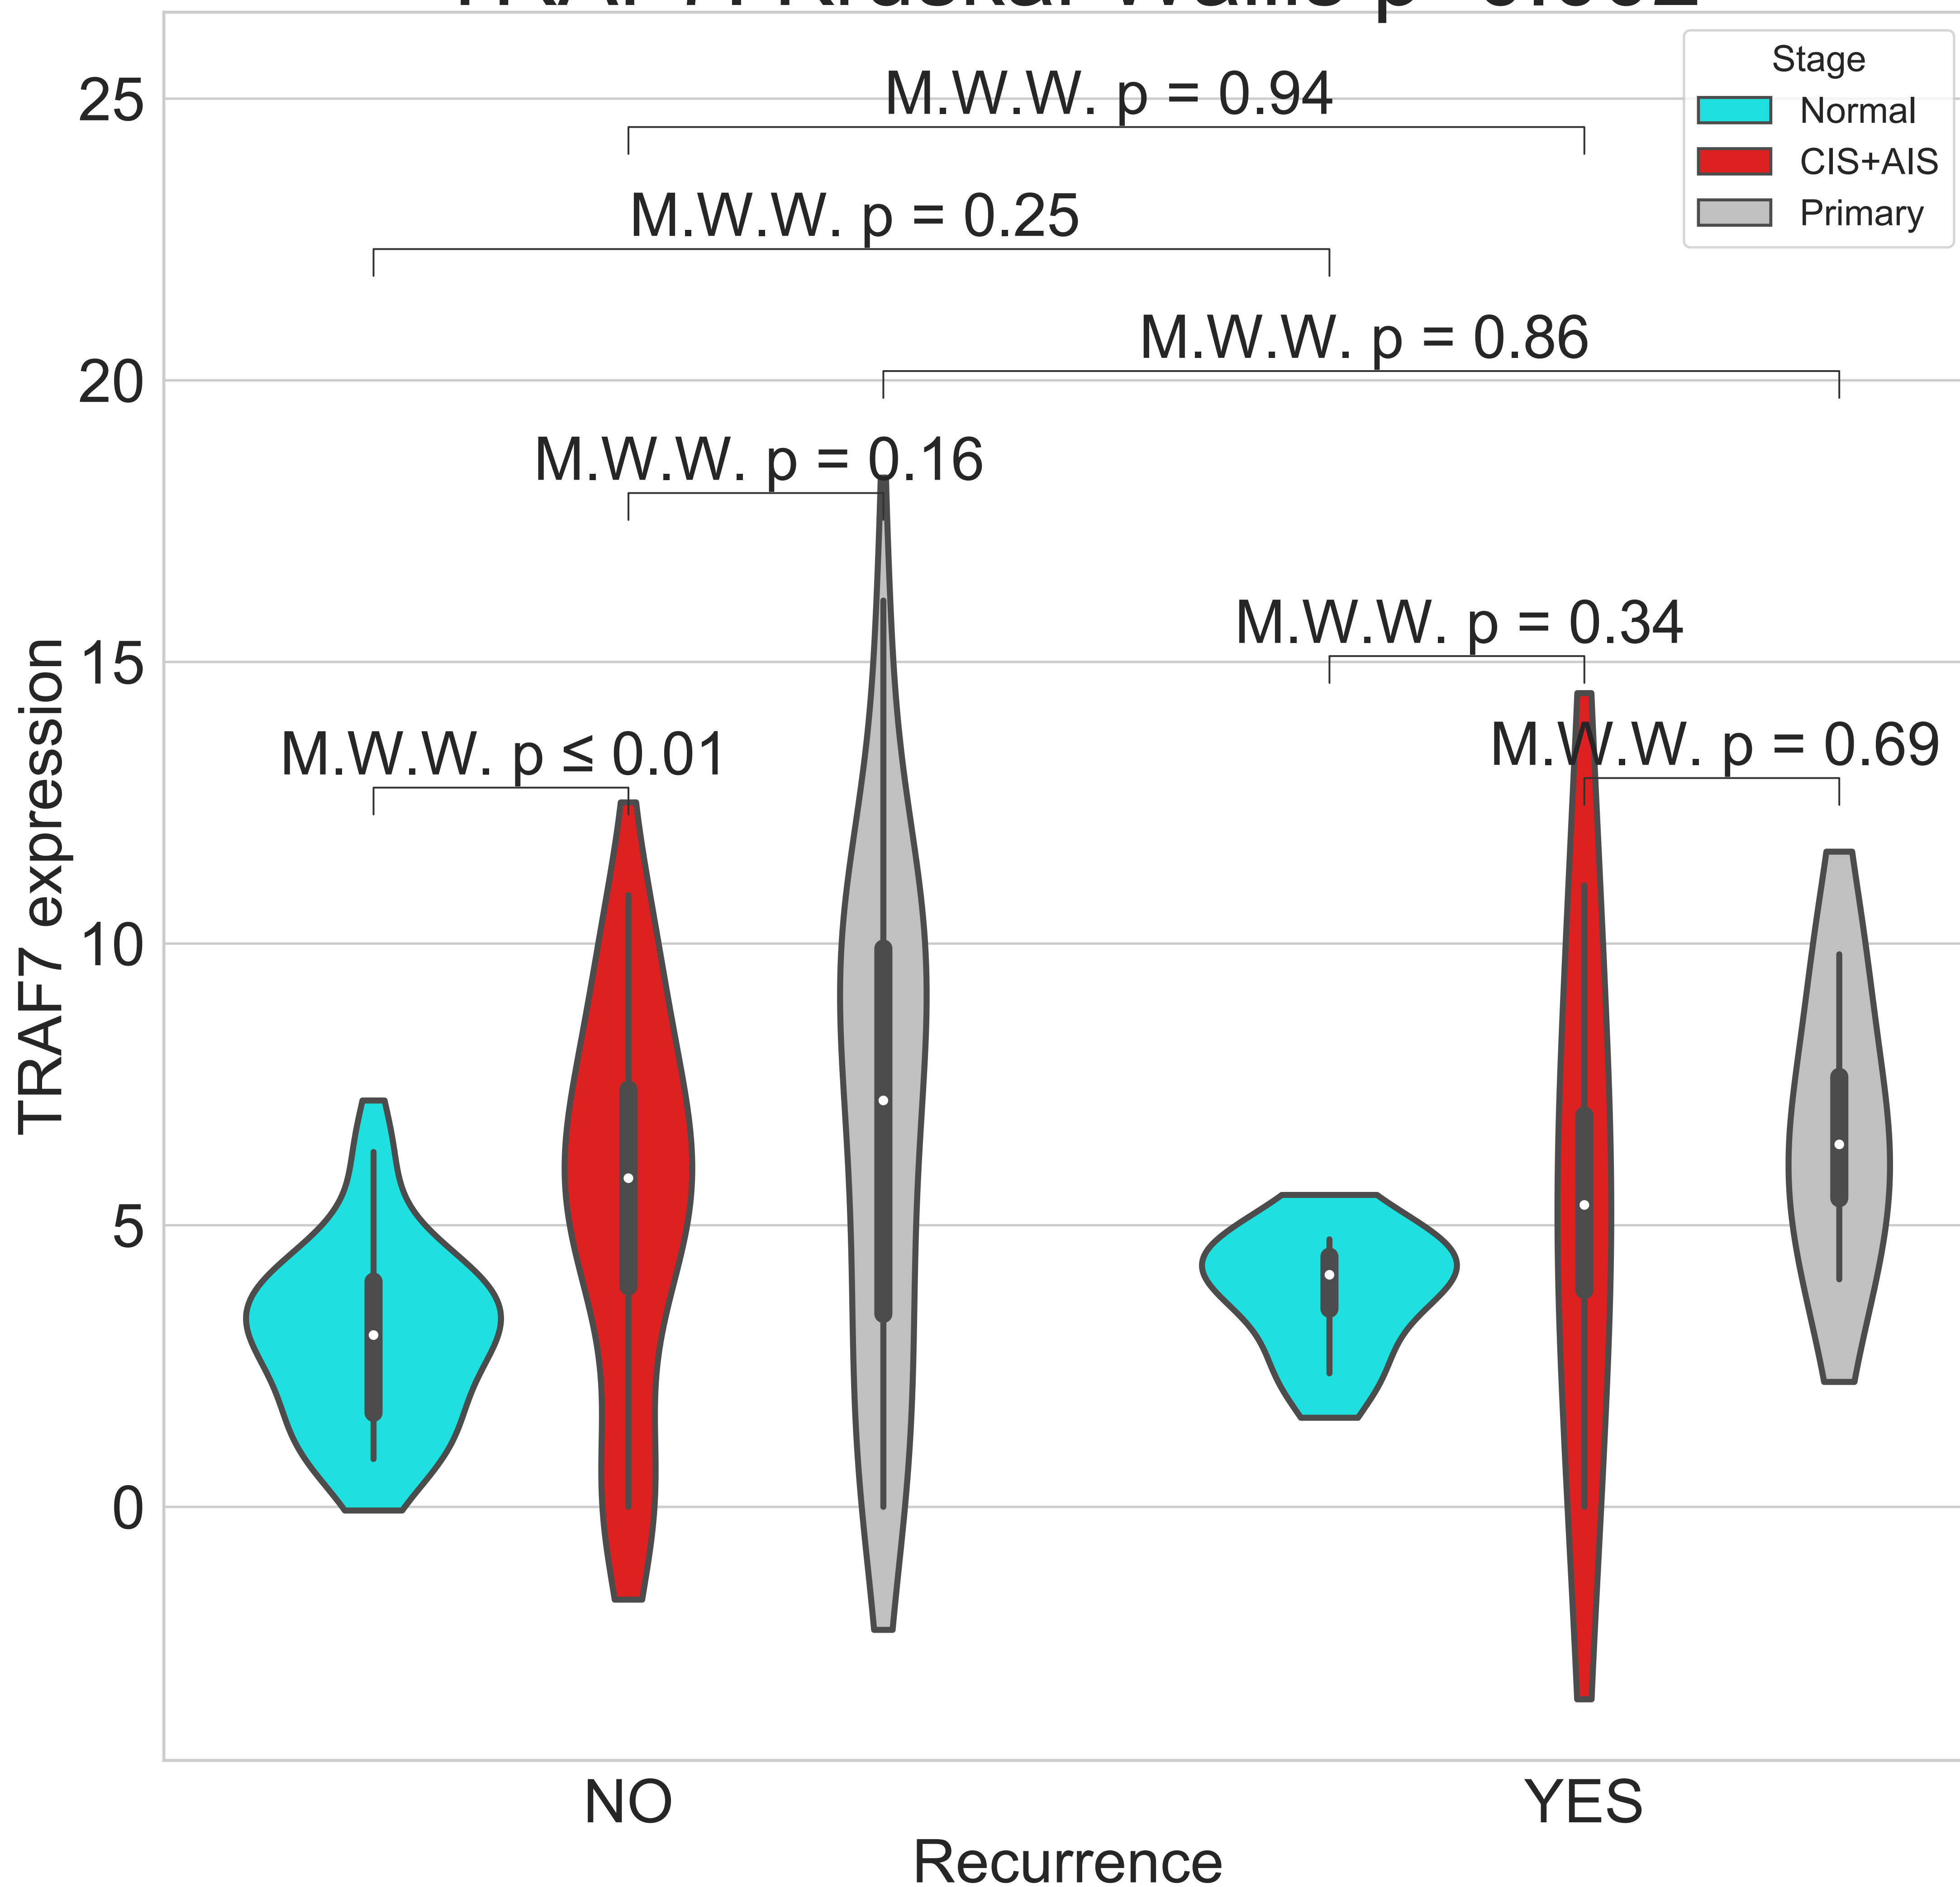 Stage
Normal
CIS+AIS
Primary
M.W.W. p = 0.94
M.W.W. p = 0.25
M.W.W. p = 0.86
M.W.W. p = 0.16
M.W.W. p = 0.34
M.W.W. p ≤ 0.01
M.W.W. p = 0.69
25
20
15
10
5
0
TRAF7 expression
NO
YES
Recurrence